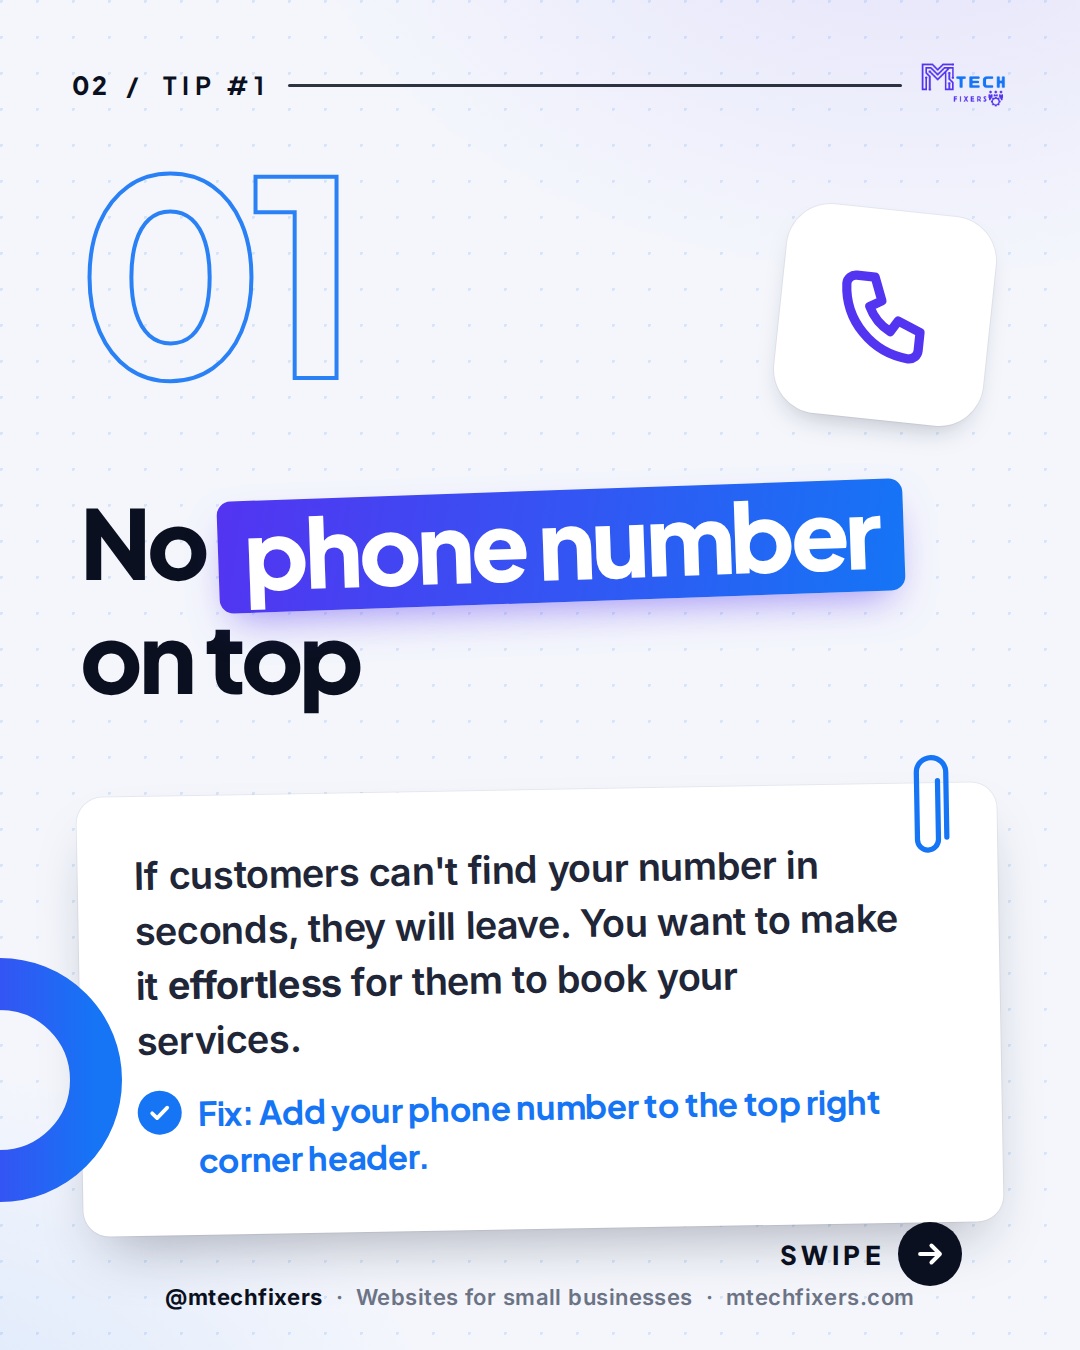 02 / TIP #1
MTECH
FIXERS
01
No phone number
on top
If customers can't find your number in
seconds, they will leave. You want to make
it effortless for them to book your
services.
Fix: Add your phone number to the top right
corner header.
SWIPE
@mtechfixers · Websites for small businesses · mtechfixers.com